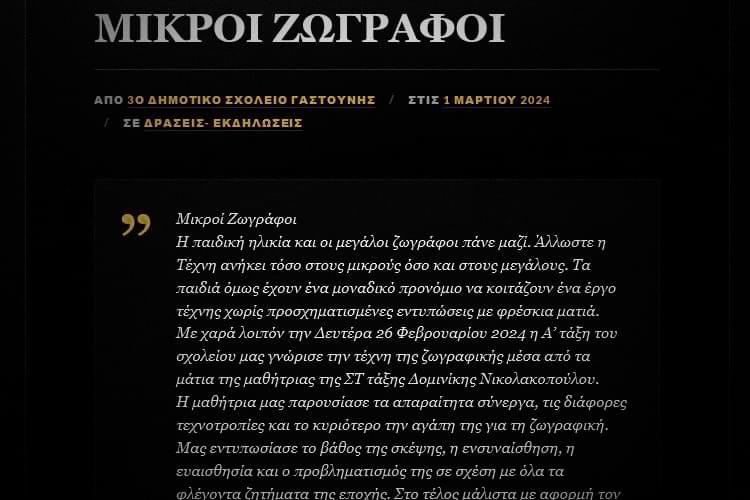 ΜΙΚΡΟΙ ΖΩΓΡΑΦΟΙ
ΑΠΟ 3Ο ΔΗΜΟΤΙΚΟ ΣΧΟΛΕΙΟ ΓΑΣΤΟΥΝΗΣ / ΣΤΙΣ 1 ΜΑΡΤΙΟΥ 2024
/ ΣΕ ΔΡΑΣΕΙΣ- ΕΚΔΗΛΩΣΕΙΣ
Μικροί Ζωγράφοι
Η παιδική ηλικία και οι μεγάλοι ζωγράφοι πάνε μαζί. Άλλωστε η
Τέχνη ανήκει τόσο στους μικρούς όσο και στους μεγάλους. Τα
παιδιά όμως έχουν ένα μοναδικό προνόμιο να κοιτάζουν ένα έργο
τέχνης χωρίς προσχηματισμένες εντυπώσεις με φρέσκια ματιά.
Με χαρά λοιπόν την Δευτέρα 26 Φεβρουαρίου 2024 η Α’ τάξη του
σχολείου μας γνώρισε την τέχνη της ζωγραφικής μέσα από τα
μάτια της μαθήτριας της ΣΤ τάξης Δομινίκης Νικολακοπούλου.
Η μαθήτρια μας παρουσίασε τα απαραίτητα σύνεργα, τις διάφορες
τεχνοτροπίες και το κυριότερο την αγάπη της για τη ζωγραφική.
Μας εντυπωσίασε το βάθος της σκέψης, η ενσυναίσθηση, η
ευαισθησία και ο προβληματισμός της σε σχέση με όλα τα
φλέγοντα ζητήματα της εποχής. Στο τέλος μάλιστα με αφορμή τον